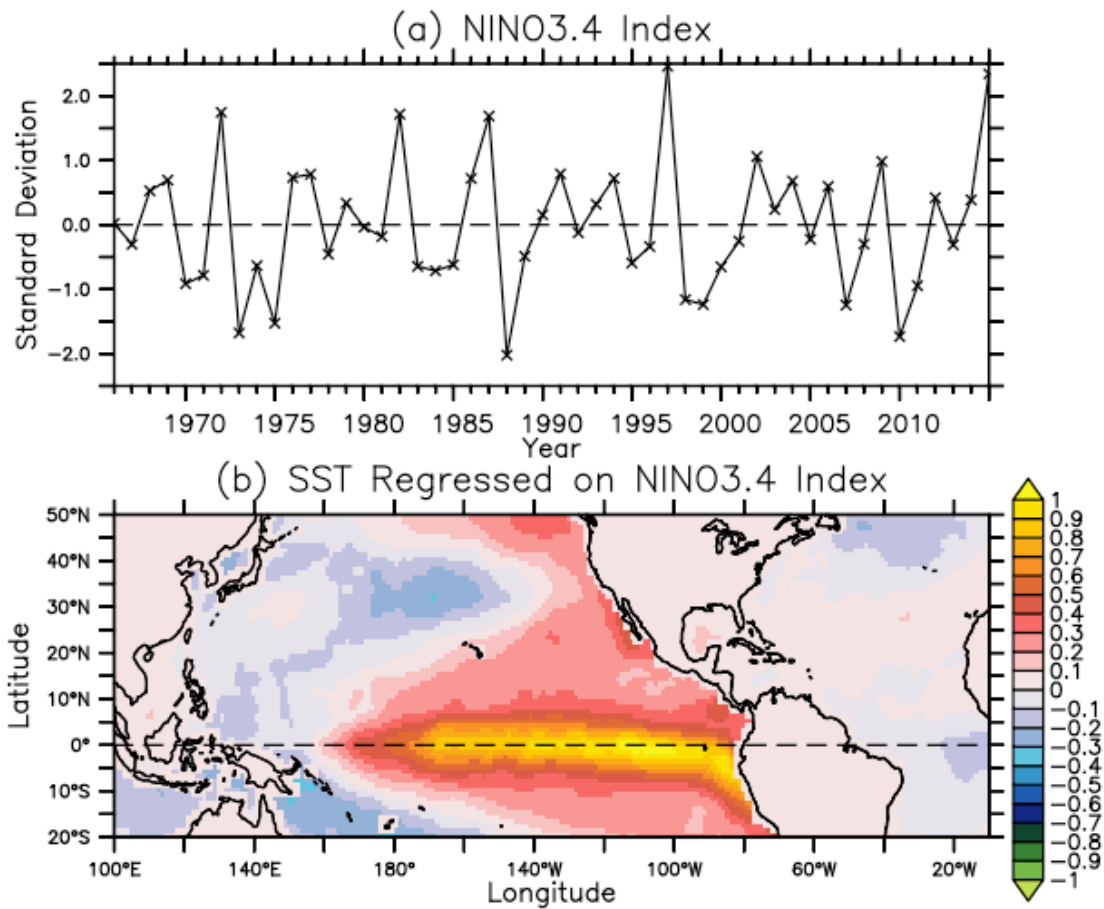 (a) NINO3.4 Index
Standard Deviation
2.0
1.0
0.0
−1.0
−2.0
1970 1975 1980 1985 1990 1995 2000 2005 2010
Year
(b) SST Regressed on NINO3.4 Index
Latitude
50°N
40°N
30°N
20°N
10°N
0°
10°S
20°S
100°E 140°E 180° 140°W 100°W 60°W 20°W
Longitude
1
0.9
0.8
0.7
0.6
0.5
0.4
0.3
0.2
0.1
0
−0.1
−0.2
−0.3
−0.4
−0.5
−0.6
−0.7
−0.8
−0.9
−1